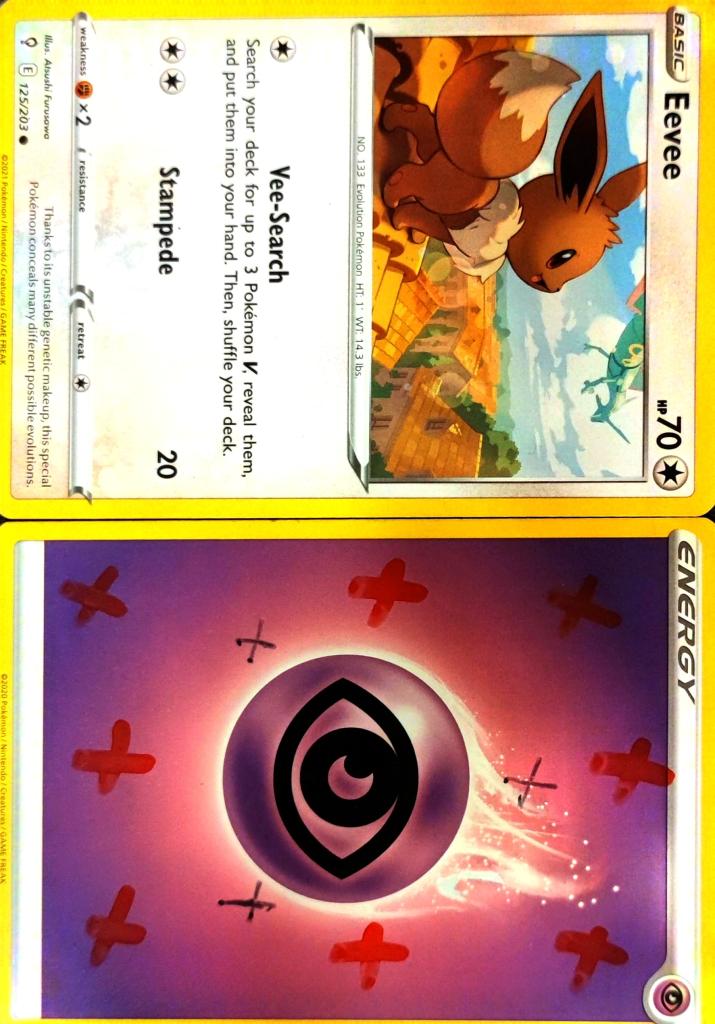 BASIC
Eevee
HP 70
NO. 133 Evolution Pokémon HT. 1' WT. 14.3 lbs.
Vee-Search
Search your deck for up to 3 Pokémon V, reveal them,
and put them into your hand. Then, shuffle your deck.
Stampede 20
weakness ×2 resistance retreat
Illus. Atsushi Furusawa
E 125/203
Thanks to its unstable genetic makeup, this special
Pokémon conceals many different possible evolutions.
©2021 Pokémon / Nintendo / Creatures / GAME FREAK
ENERGY
©2020 Pokémon / Nintendo / Creatures / GAME FREAK